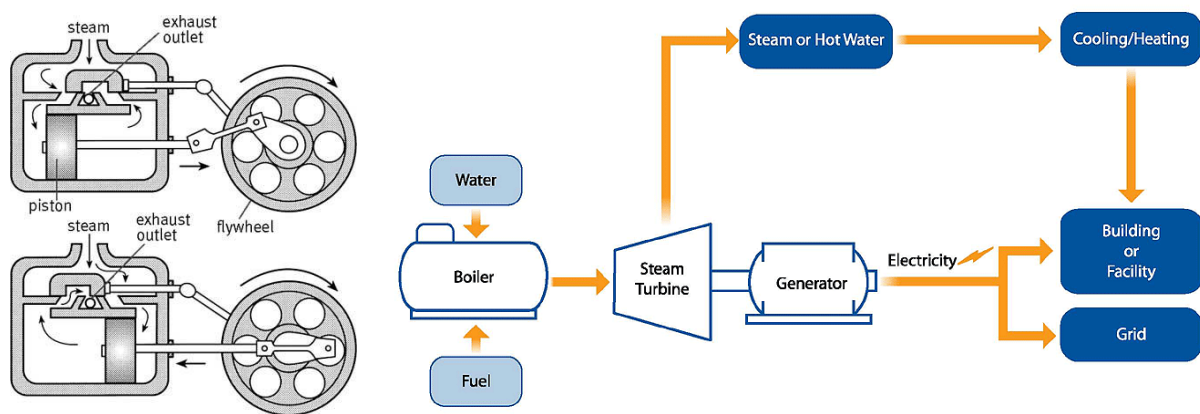 steam
exhaust
outlet
piston
flywheel
steam
exhaust
outlet
Water
Boiler
Fuel
Steam
Turbine
Generator
Steam or Hot Water
Cooling/Heating
Electricity
Building
or
Facility
Grid